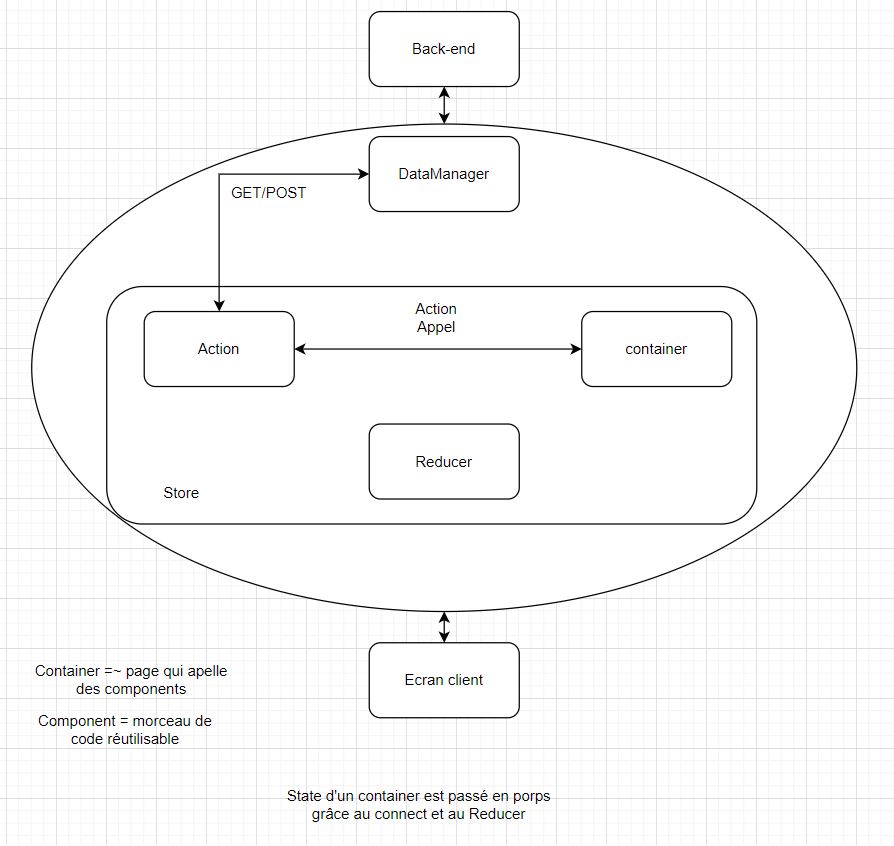 Back-end
DataManager
GET/POST
Action
Appel
Action
container
Reducer
Store
Ecran client
Container =~ page qui apelle
des components
Component = morceau de
code réutilisable
State d'un container est passé en porps
grâce au connect et au Reducer